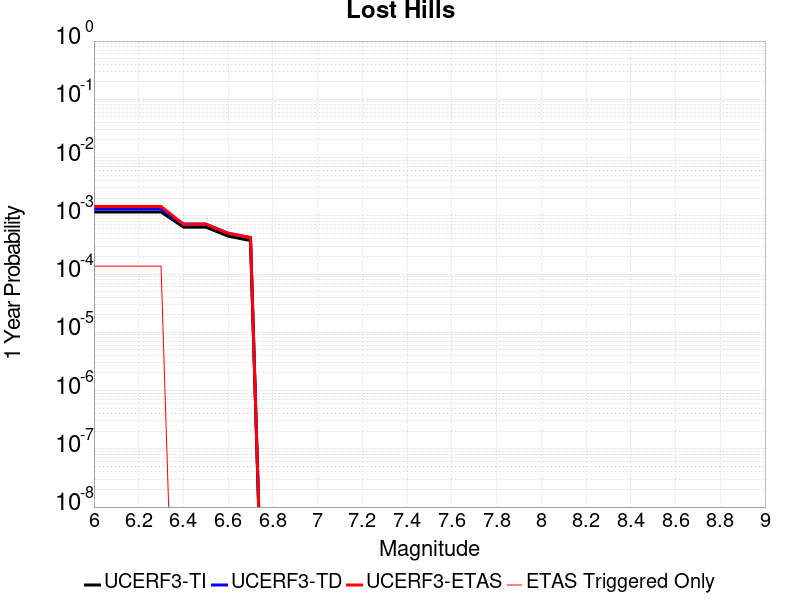 Lost Hills
10^0
10^-1
10^-2
10^-3
10^-4
10^-5
10^-6
10^-7
10^-8
1 Year Probability
6 6.2 6.4 6.6 6.8 7 7.2 7.4 7.6 7.8 8 8.2 8.4 8.6 8.8 9
Magnitude
UCERF3-TI UCERF3-TD UCERF3-ETAS ETAS Triggered Only